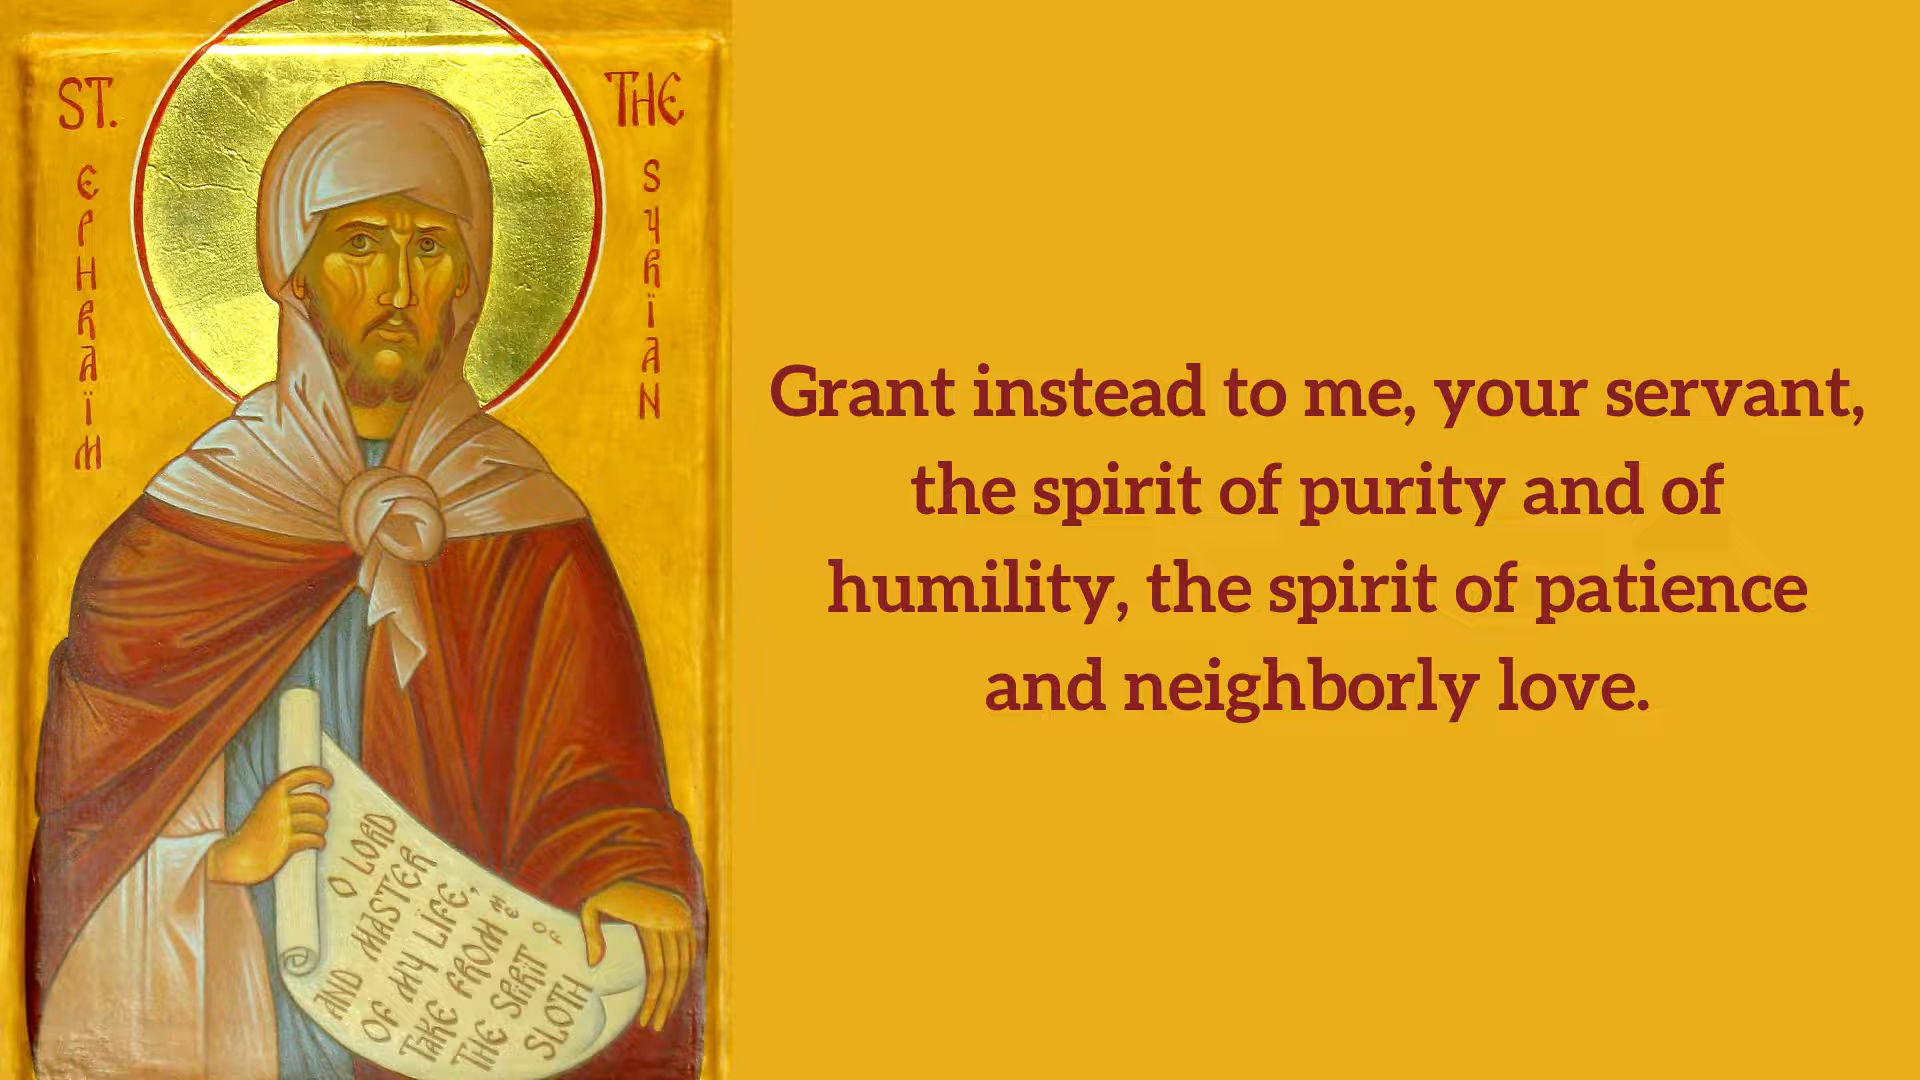 ST.
EPHRAÏM
THE
SYRÏAN
Grant instead to me, your servant,
the spirit of purity and of
humility, the spirit of patience
and neighborly love.
O LORD
AND MASTER
OF MY LIFE,
TAKE FROM ME
THE SPIRIT OF
SLOTH